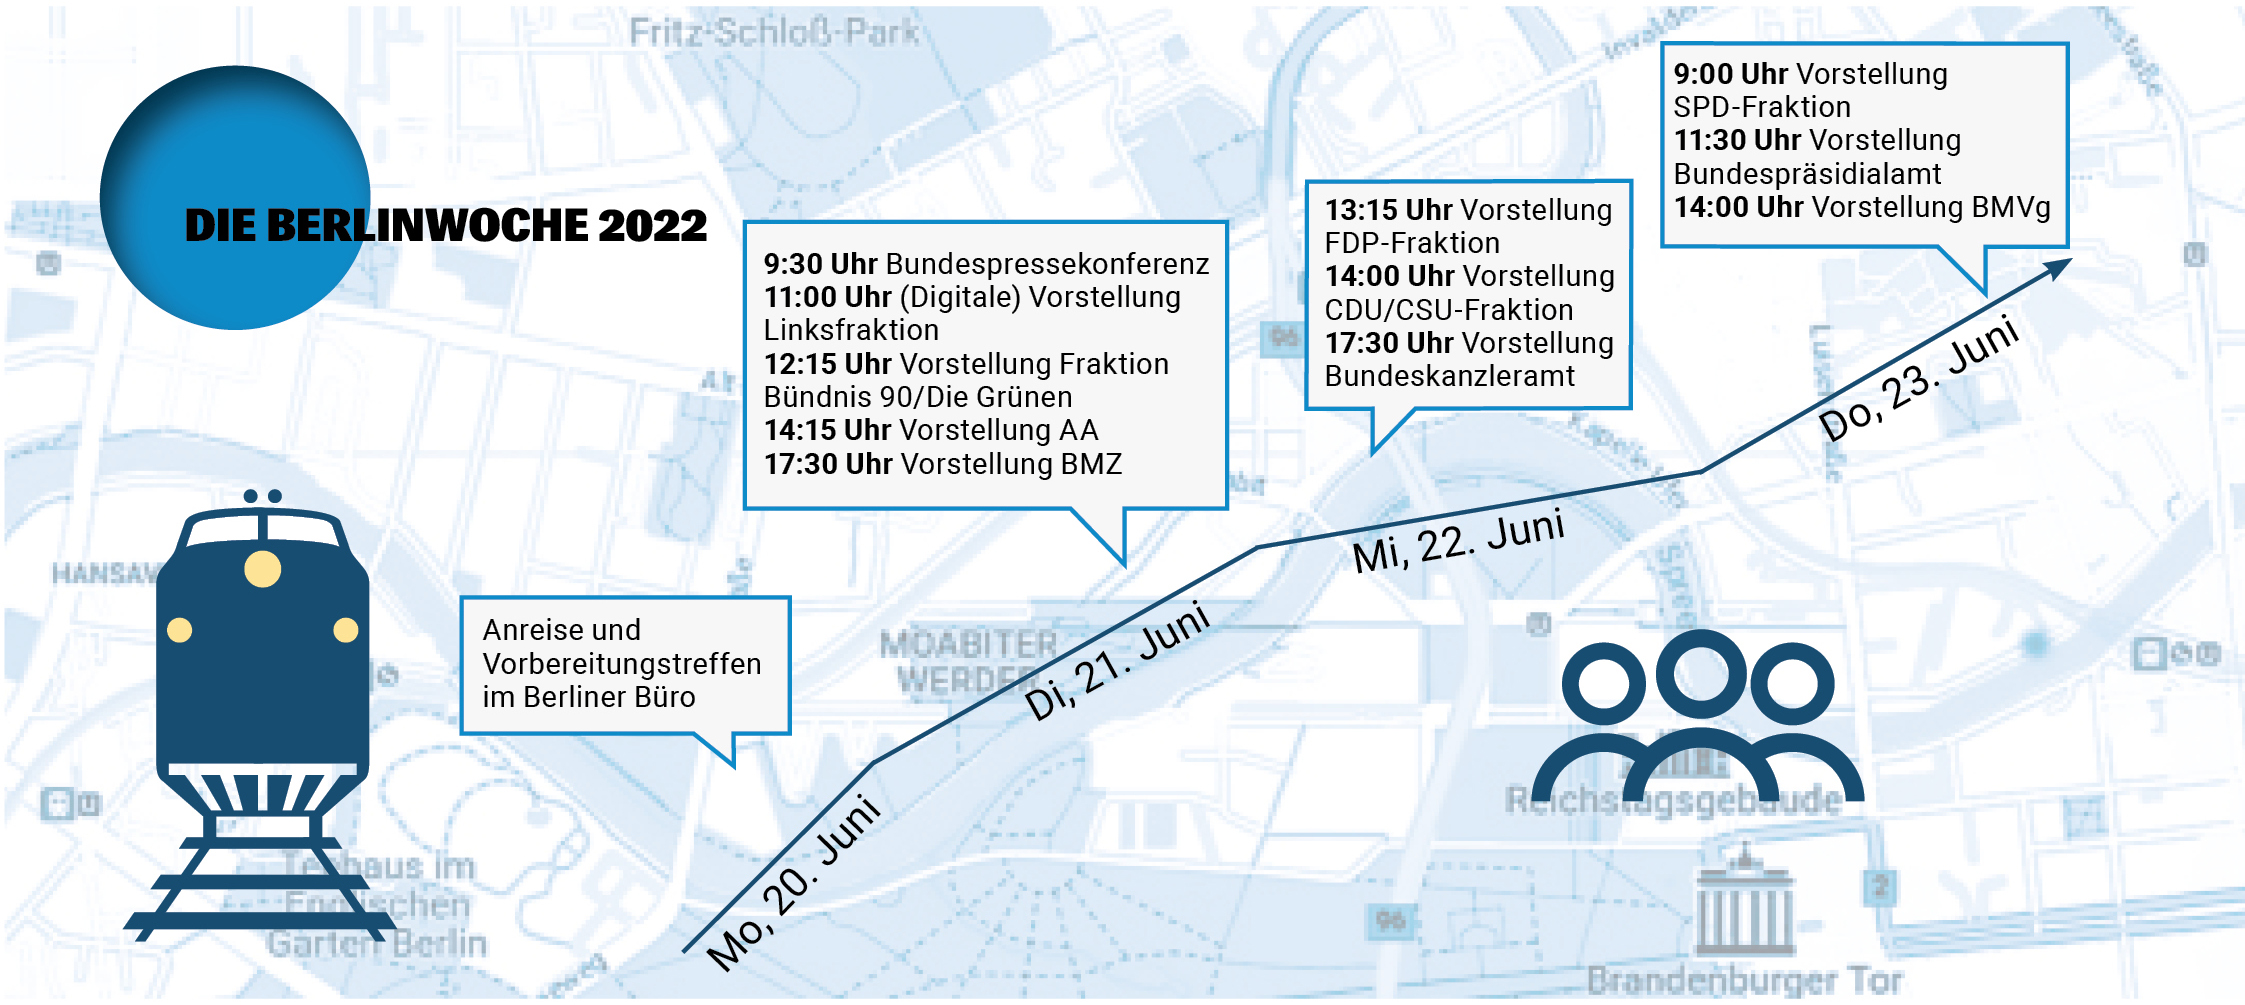 DIE BERLINWOCHE 2022
Anreise und
Vorbereitungstreffen
im Berliner Büro
Mo, 20. Juni
9:30 Uhr Bundespressekonferenz
11:00 Uhr (Digitale) Vorstellung
Linksfraktion
12:15 Uhr Vorstellung Fraktion
Bündnis 90/Die Grünen
14:15 Uhr Vorstellung AA
17:30 Uhr Vorstellung BMZ
Di, 21. Juni
13:15 Uhr Vorstellung
FDP-Fraktion
14:00 Uhr Vorstellung
CDU/CSU-Fraktion
17:30 Uhr Vorstellung
Bundeskanzleramt
Mi, 22. Juni
9:00 Uhr Vorstellung
SPD-Fraktion
11:30 Uhr Vorstellung
Bundespräsidialamt
14:00 Uhr Vorstellung BMVg
Do, 23. Juni
Fritz-Schloß-Park
96
MOABITER
WERDER
Reichstagsgebäude
Teehaus im
Englischen
Garten Berlin
96
2
Brandenburger Tor